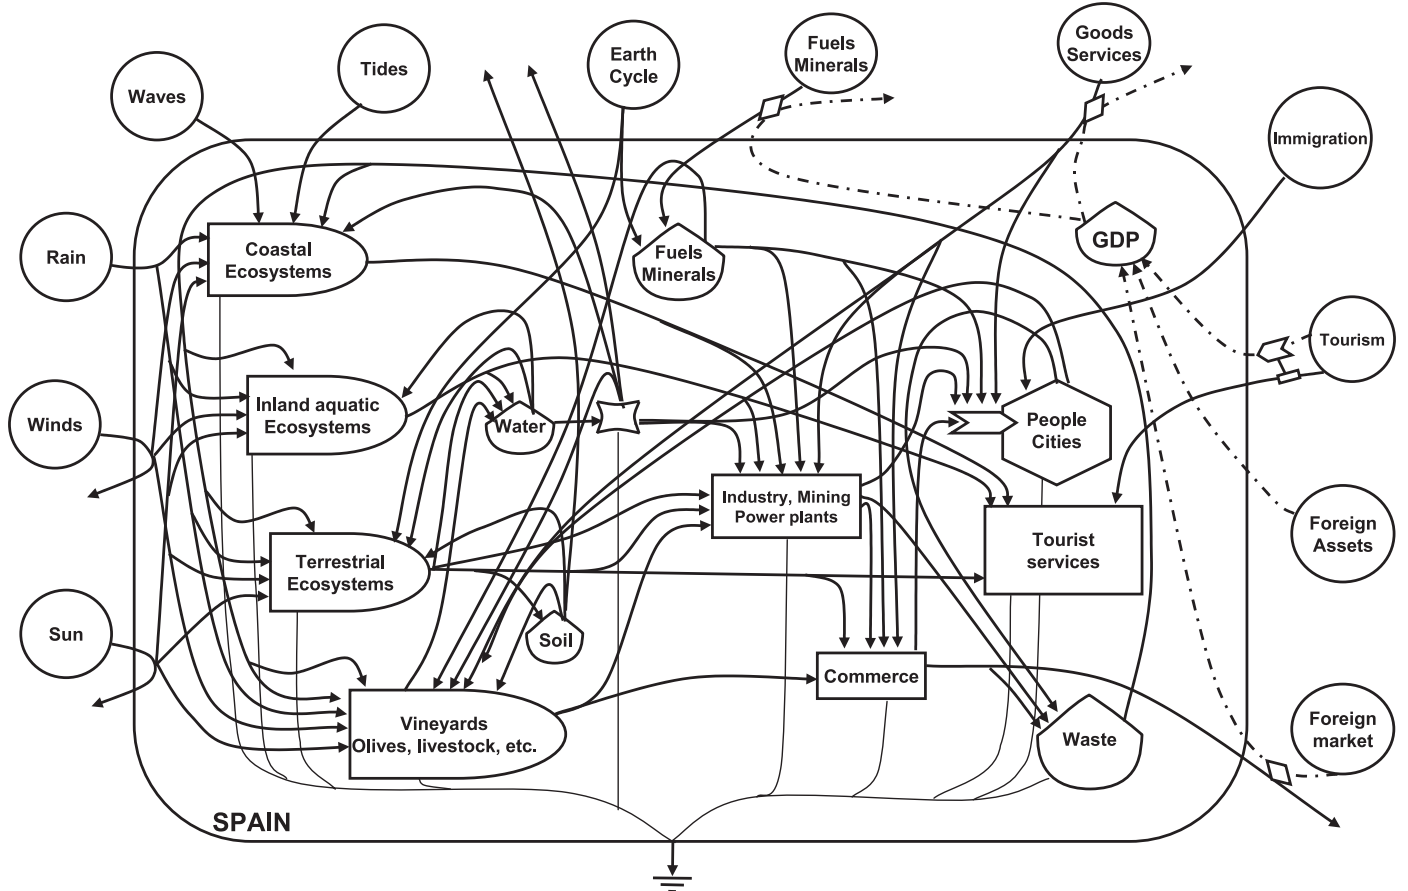 Waves
Tides
Earth
Cycle
Fuels
Minerals
Goods
Services
Immigration
Rain
Coastal
Ecosystems
Fuels
Minerals
GDP
Tourism
Winds
Inland aquatic
Ecosystems
Water
People
Cities
Industry, Mining
Power plants
Tourist
services
Foreign
Assets
Terrestrial
Ecosystems
Sun
Soil
Commerce
Vineyards
Olives, livestock, etc.
Waste
Foreign
market
SPAIN